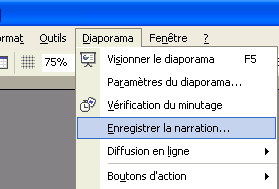 ormat Outils Diaporama Fenêtre ?
75%
Visionner le diaporama F5
Paramètres du diaporama...
Vérification du minutage
Enregistrer la narration...
Diffusion en ligne
Boutons d'action